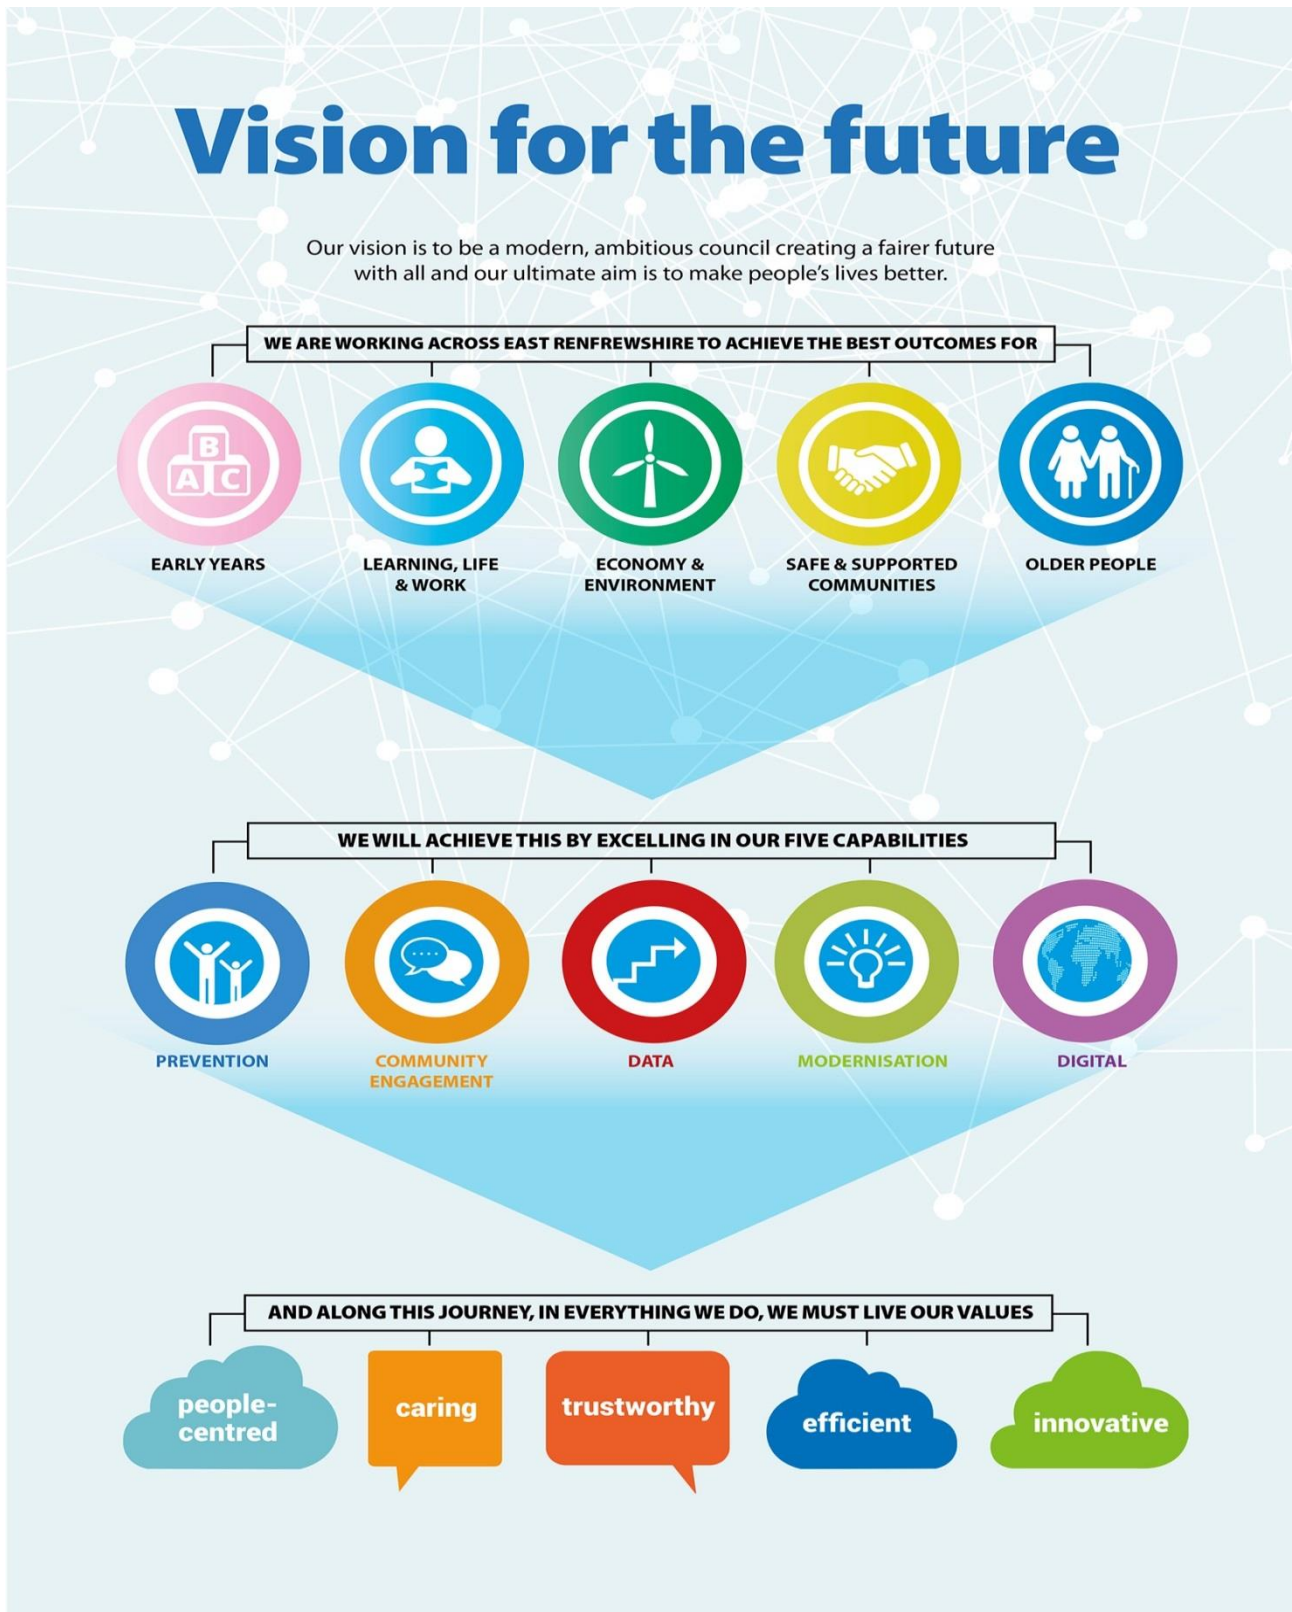 Vision for the future
Our vision is to be a modern, ambitious council creating a fairer future
with all and our ultimate aim is to make people's lives better.
WE ARE WORKING ACROSS EAST RENFREWSHIRE TO ACHIEVE THE BEST OUTCOMES FOR
B
A C
EARLY YEARS
LEARNING, LIFE
& WORK
ECONOMY &
ENVIRONMENT
SAFE & SUPPORTED
COMMUNITIES
OLDER PEOPLE
WE WILL ACHIEVE THIS BY EXCELLING IN OUR FIVE CAPABILITIES
PREVENTION
COMMUNITY
ENGAGEMENT
DATA
MODERNISATION
DIGITAL
AND ALONG THIS JOURNEY, IN EVERYTHING WE DO, WE MUST LIVE OUR VALUES
people-
centred
caring
trustworthy
efficient
innovative